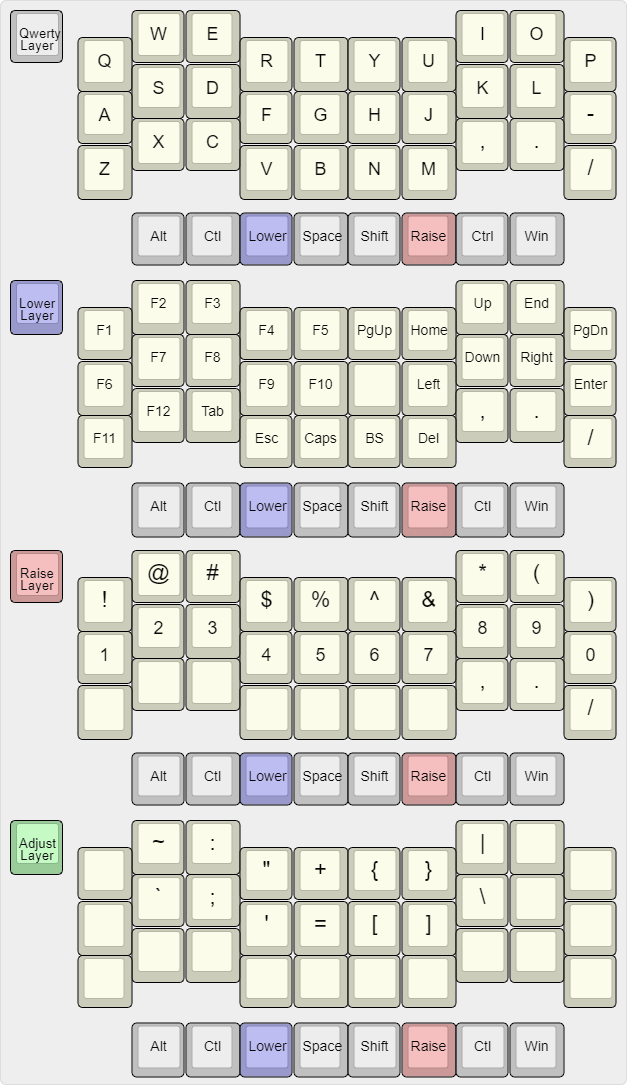 Qwerty
Layer
Q W E R T Y U I O P
A S D F G H J K L -
Z X C V B N M , . /
Alt Ctl Lower Space Shift Raise Ctrl Win
Lower
Layer
F1 F2 F3 F4 F5 PgUp Home Up End PgDn
F6 F7 F8 F9 F10 Left Down Right Enter
F11 F12 Tab Esc Caps BS Del , . /
Alt Ctl Lower Space Shift Raise Ctl Win
Raise
Layer
! @ # $ % ^ & * ( )
1 2 3 4 5 6 7 8 9 0
, . /
Alt Ctl Lower Space Shift Raise Ctl Win
Adjust
Layer
~ : " + { } |
` ; ' = [ ] \
Alt Ctl Lower Space Shift Raise Ctl Win